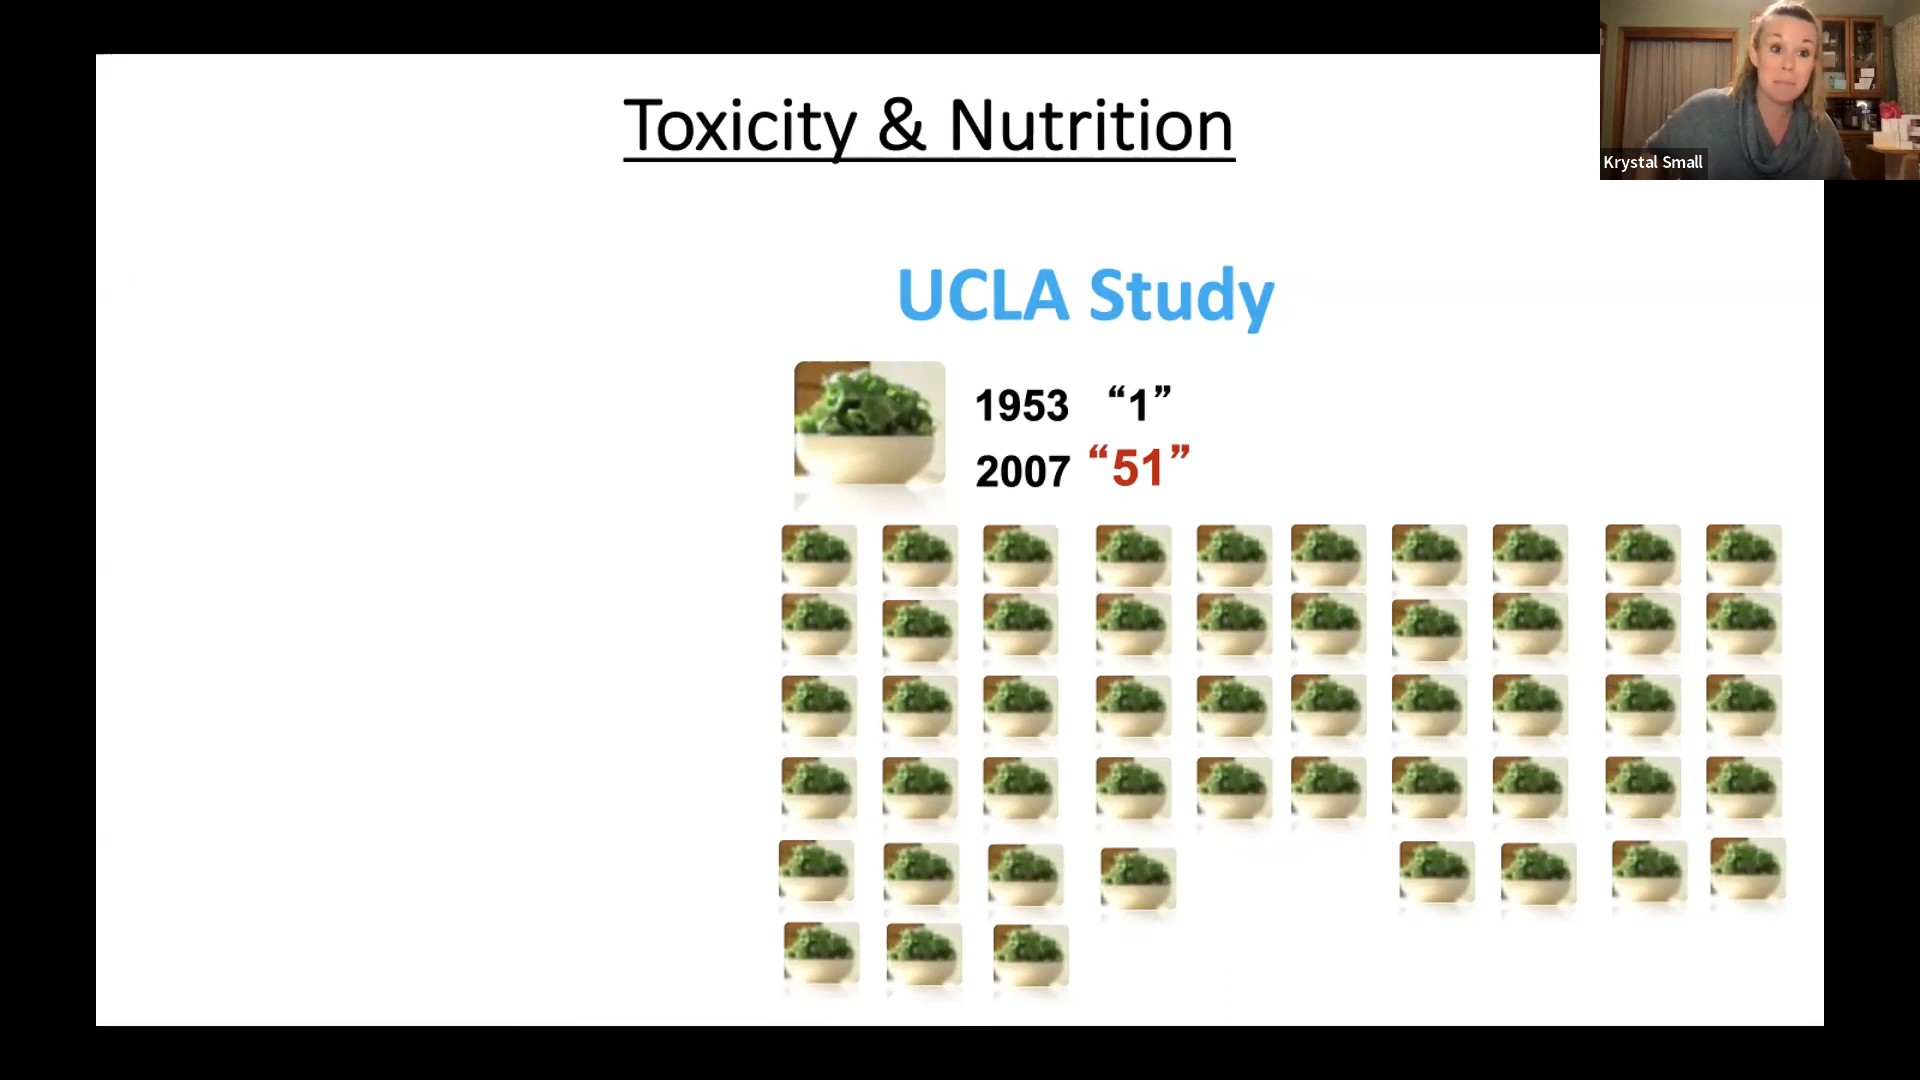 Toxicity & Nutrition
Krystal Small
UCLA Study
1953 “1”
2007 “51”